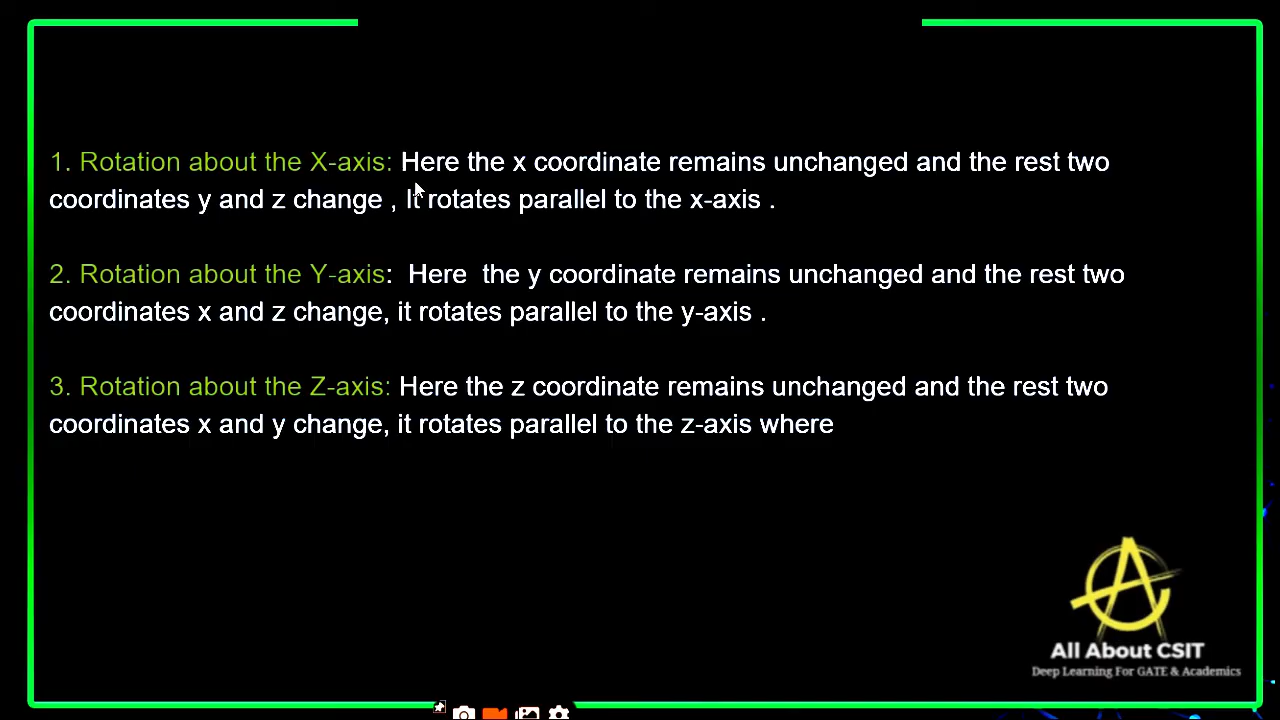 1. Rotation about the X-axis: Here the x coordinate remains unchanged and the rest two
coordinates y and z change , It rotates parallel to the x-axis .
2. Rotation about the Y-axis:  Here  the y coordinate remains unchanged and the rest two
coordinates x and z change, it rotates parallel to the y-axis .
3. Rotation about the Z-axis: Here the z coordinate remains unchanged and the rest two
coordinates x and y change, it rotates parallel to the z-axis where
All About CSIT
Deep Learning For GATE & Academics